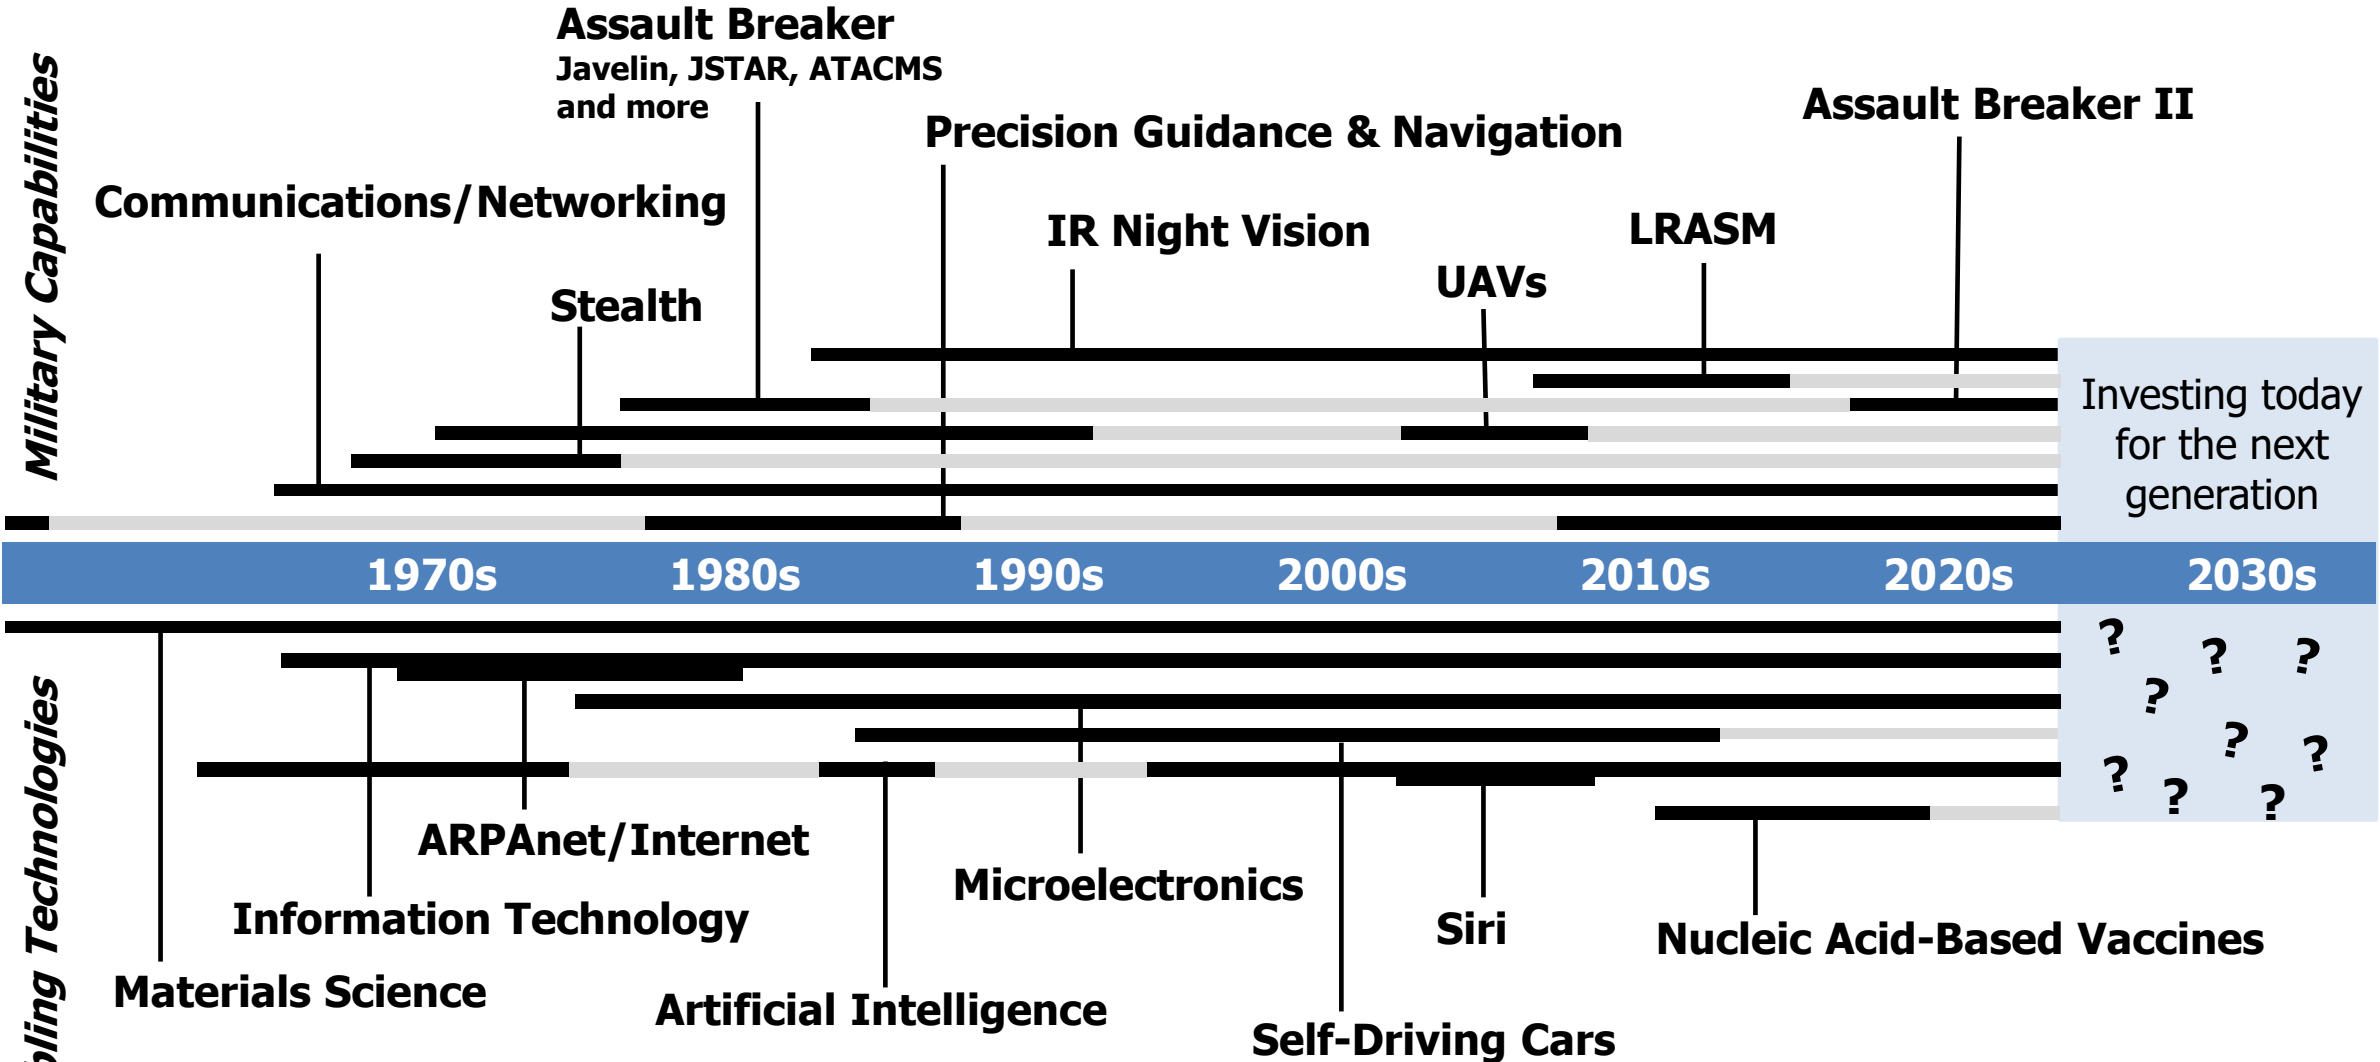 Military Capabilities
Assault Breaker
Javelin, JSTAR, ATACMS
and more
Precision Guidance & Navigation
Assault Breaker II
Communications/Networking
IR Night Vision
LRASM
Stealth
UAVs
Investing today
for the next
generation
1970s 1980s 1990s 2000s 2010s 2020s 2030s
? ? ?
?
? ?
? ? ?
Technologies
ARPAnet/Internet
Information Technology
Microelectronics
Siri
Nucleic Acid-Based Vaccines
Materials Science
Artificial Intelligence
Self-Driving Cars